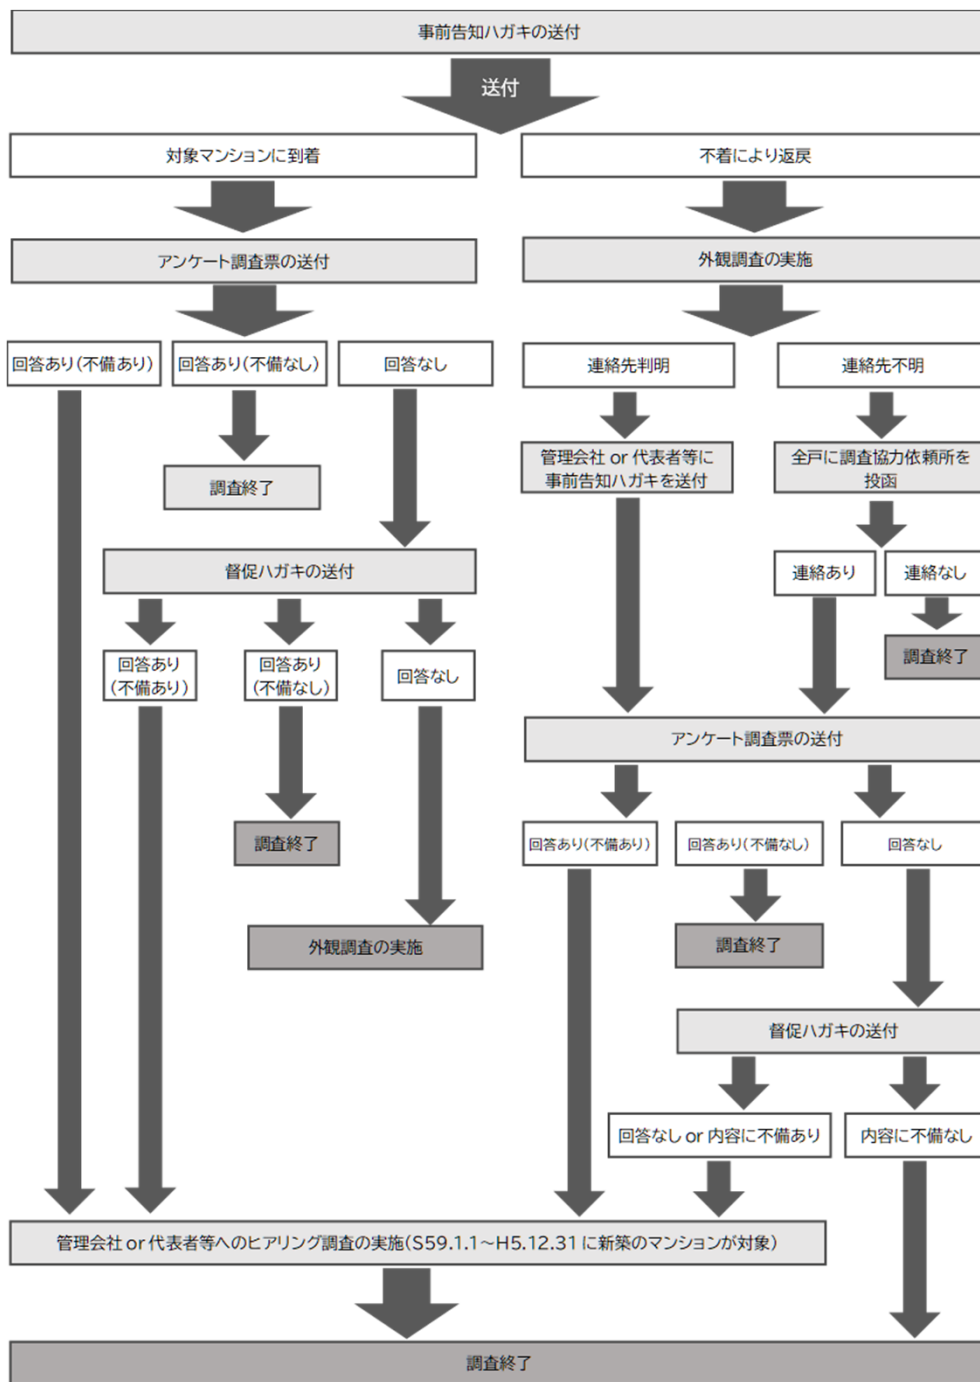 事前告知ハガキの送付
送付
対象マンションに到着
不着により返戻
アンケート調査票の送付
外観調査の実施
回答あり(不備あり)
回答あり(不備なし)
回答なし
連絡先判明
連絡先不明
管理会社 or 代表者等に
事前告知ハガキを送付
全戸に調査協力依頼所を
投函
調査終了
督促ハガキの送付
連絡あり
連絡なし
回答あり
(不備あり)
回答あり
(不備なし)
回答なし
調査終了
アンケート調査票の送付
調査終了
回答あり(不備あり)
回答あり(不備なし)
回答なし
外観調査の実施
調査終了
督促ハガキの送付
回答なし or 内容に不備あり
内容に不備なし
管理会社 or 代表者等へのヒアリング調査の実施(S59.1.1～H5.12.31 に新築のマンションが対象)
調査終了